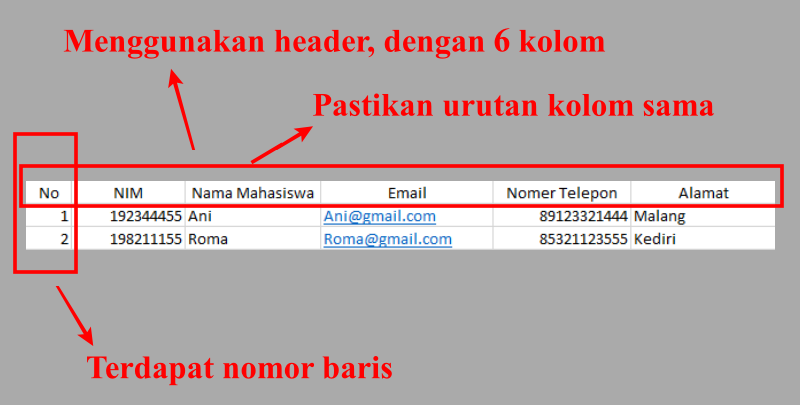 Menggunakan header, dengan 6 kolom
Pastikan urutan kolom sama
No NIM Nama Mahasiswa Email Nomer Telepon Alamat
1 192344455 Ani Ani@gmail.com 89123321444 Malang
2 198211155 Roma Roma@gmail.com 85321123555 Kediri
Terdapat nomor baris